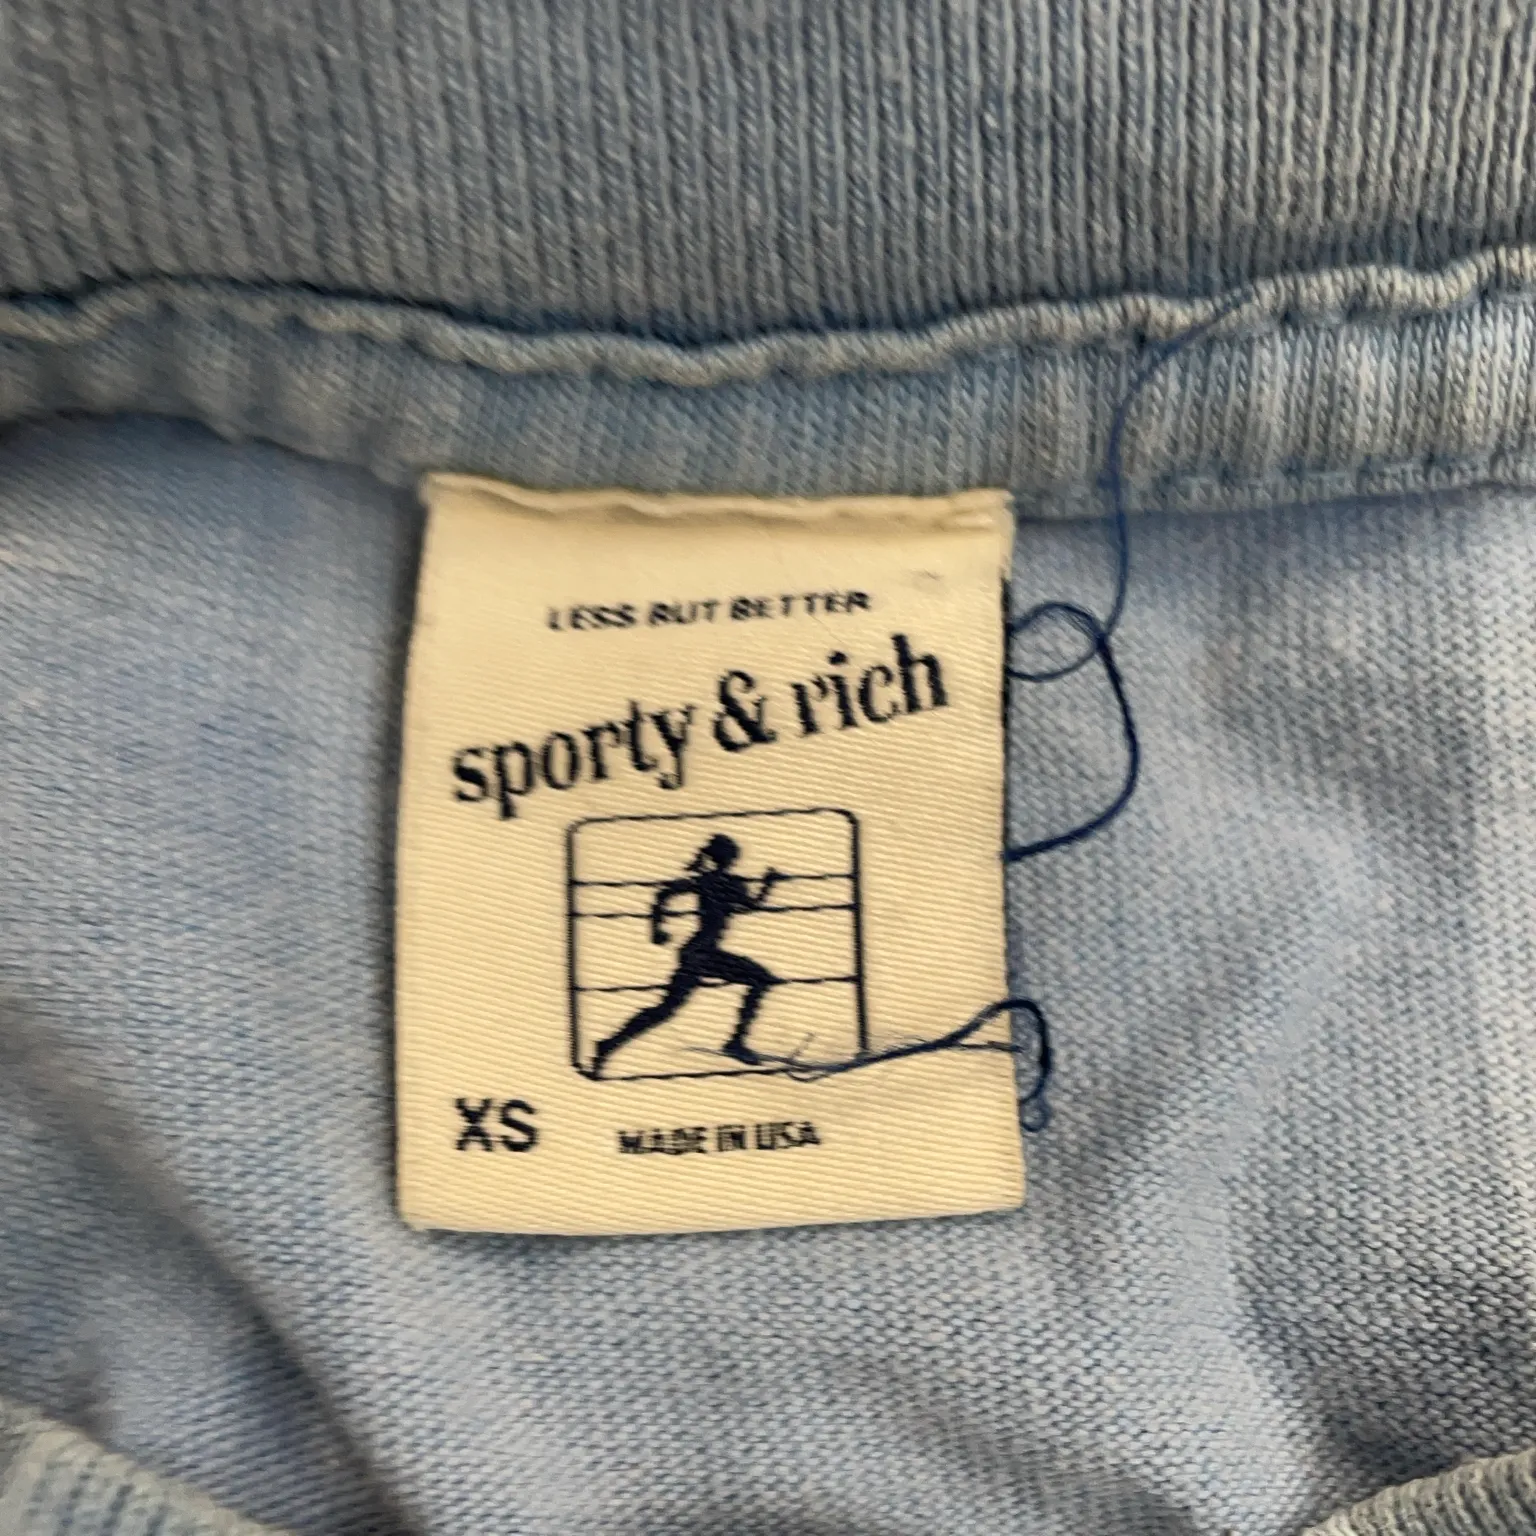 LESS BUT BETTER
sporty & rich
XS
MADE IN USA